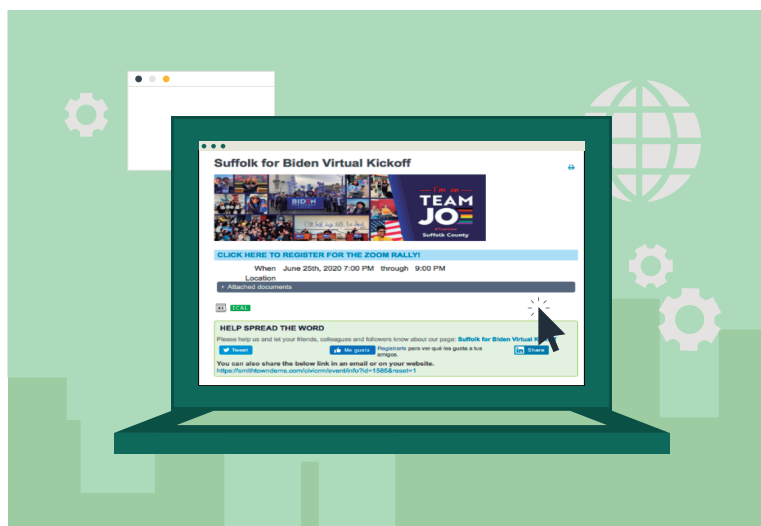 Suffolk for Biden Virtual Kickoff
BIDEN
I'm on
TEAM
JOE
Suffolk County
CLICK HERE TO REGISTER FOR THE ZOOM RALLY!
When June 25th, 2020 7:00 PM through 9:00 PM
Location
Attached documents
ICAL
HELP SPREAD THE WORD
Please help us and let your friends, colleagues and followers know about our page: Suffolk for Biden Virtual
Tweet
Me gusta
Registrarte para ver qué les gusta a tus
amigos.
in Share
You can also share the below link in an email or on your website.
https://smithtowndems.com/civicrm/event/info?id=1585&reset=1